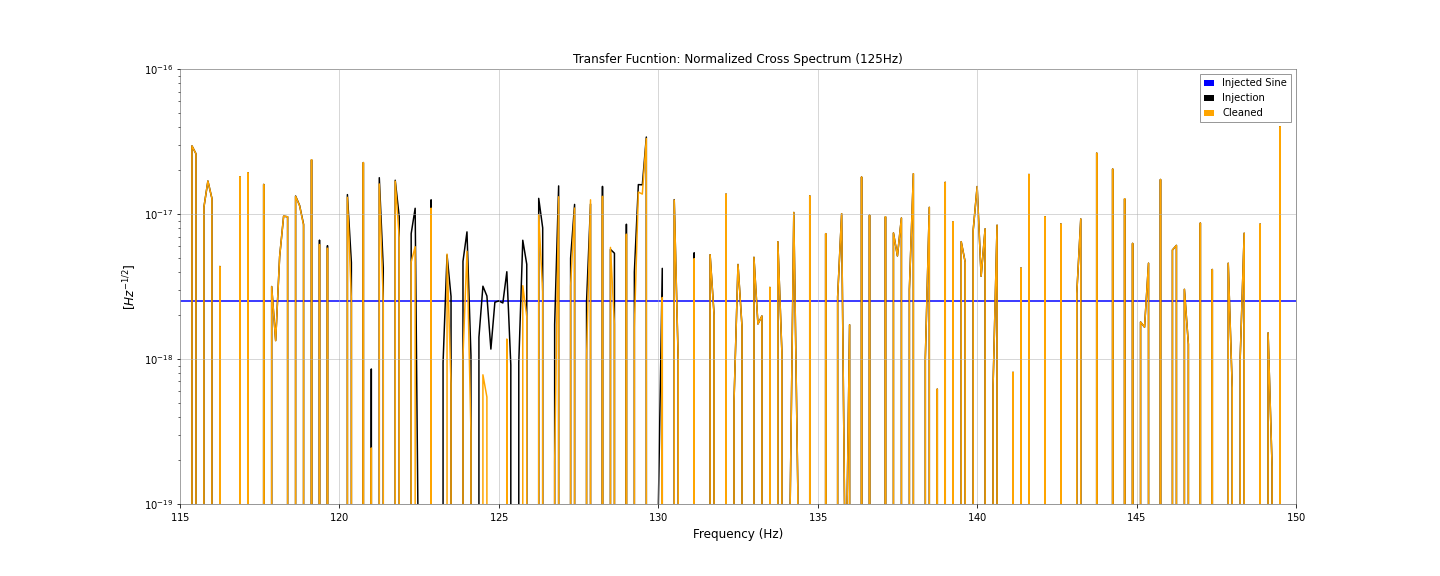 Transfer Fucntion: Normalized Cross Spectrum (125Hz)
10^{-16}
10^{-17}
10^{-18}
10^{-19}
[Hz^{-1/2}]
Injected Sine
Injection
Cleaned
115 120 125 130 135 140 145 150
Frequency (Hz)